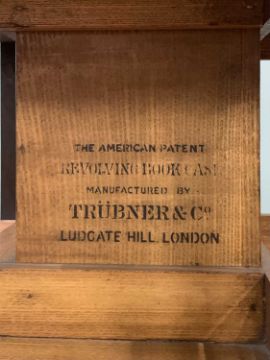 THE AMERICAN PATENT
REVOLVING BOOK CASE
MANUFACTURED BY
TRÜBNER & Cº
LUDGATE HILL. LONDON